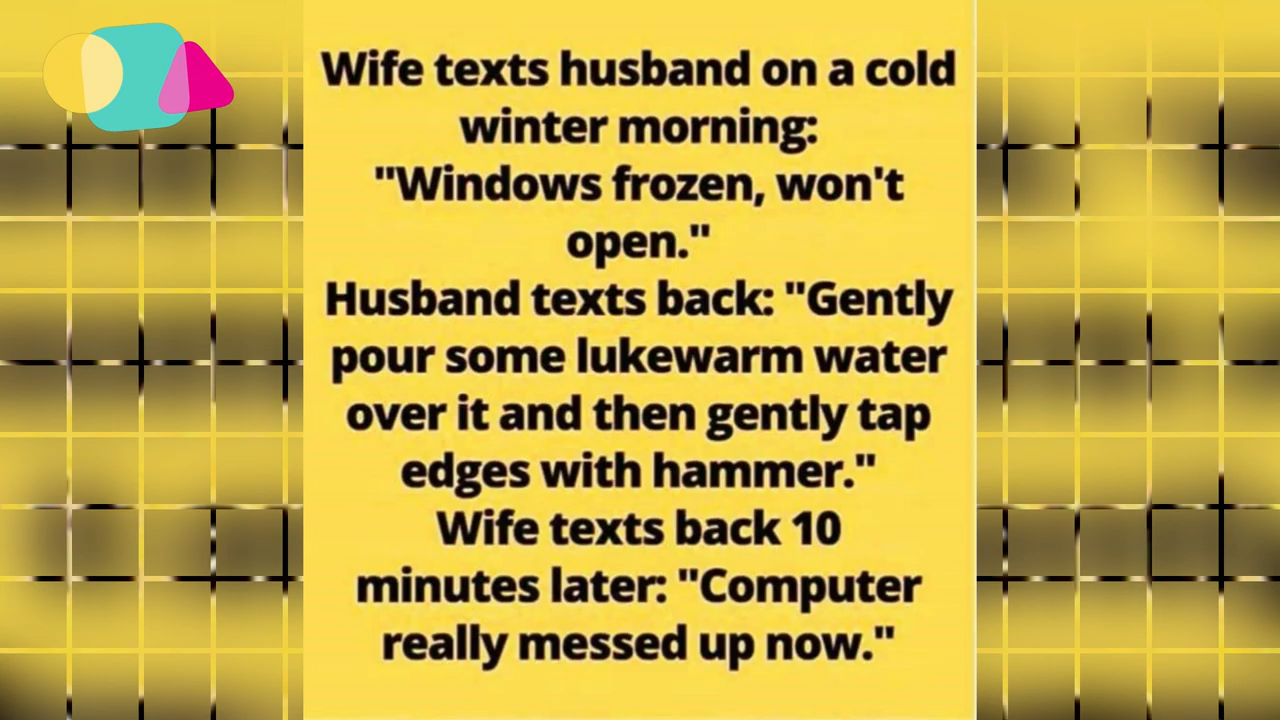 Wife texts husband on a cold
winter morning:
"Windows frozen, won't
open."
Husband texts back: "Gently
pour some lukewarm water
over it and then gently tap
edges with hammer."
Wife texts back 10
minutes later: "Computer
really messed up now."